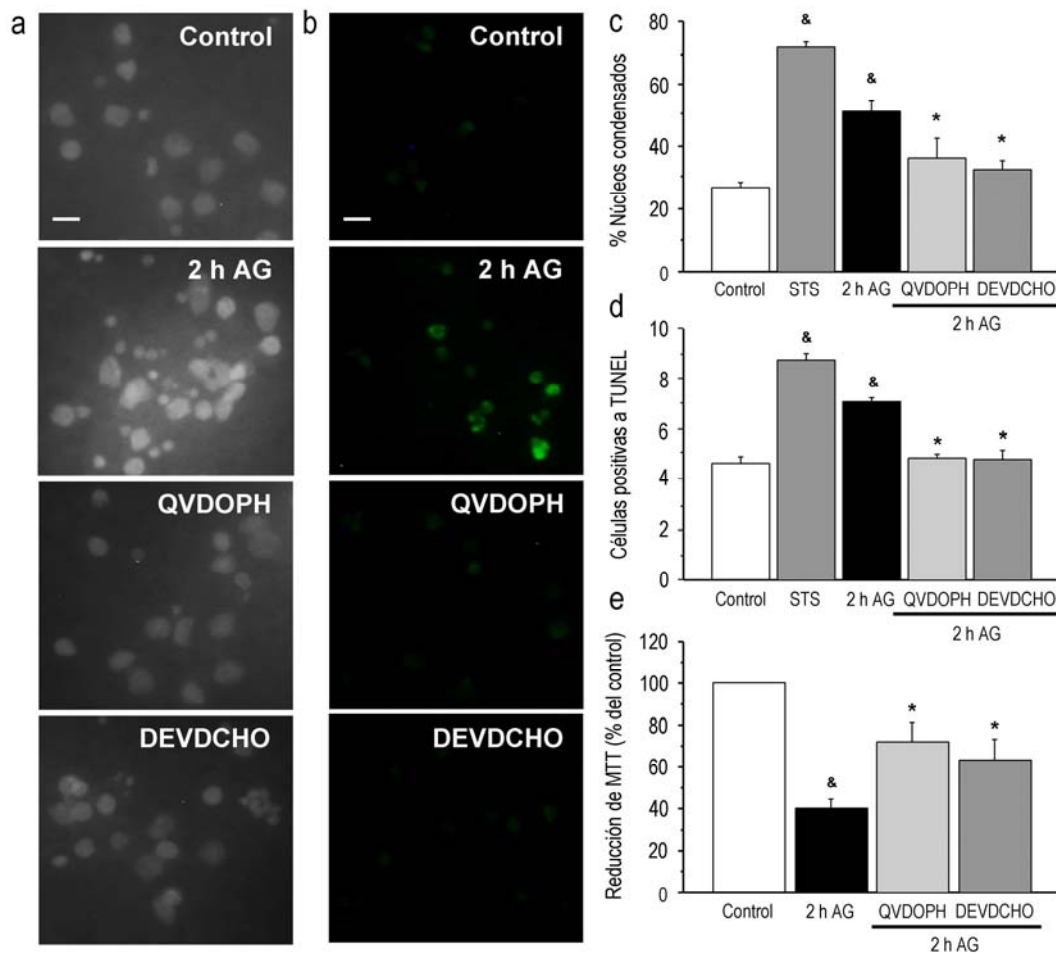 a
Control
2 h AG
QVDOPH
DEVDCHO
b
Control
2 h AG
QVDOPH
DEVDCHO
c
% Núcleos condensados
80
60
40
20
0
&
&
*
*
Control STS 2 h AG QVDOPH DEVDCHO
2 h AG
d
Células positivas a TUNEL
10
8
6
4
2
0
&
&
*
*
Control STS 2 h AG QVDOPH DEVDCHO
2 h AG
e
Reducción de MTT (% del control)
120
100
80
60
40
20
0
&
*
*
Control 2 h AG QVDOPH DEVDCHO
2 h AG